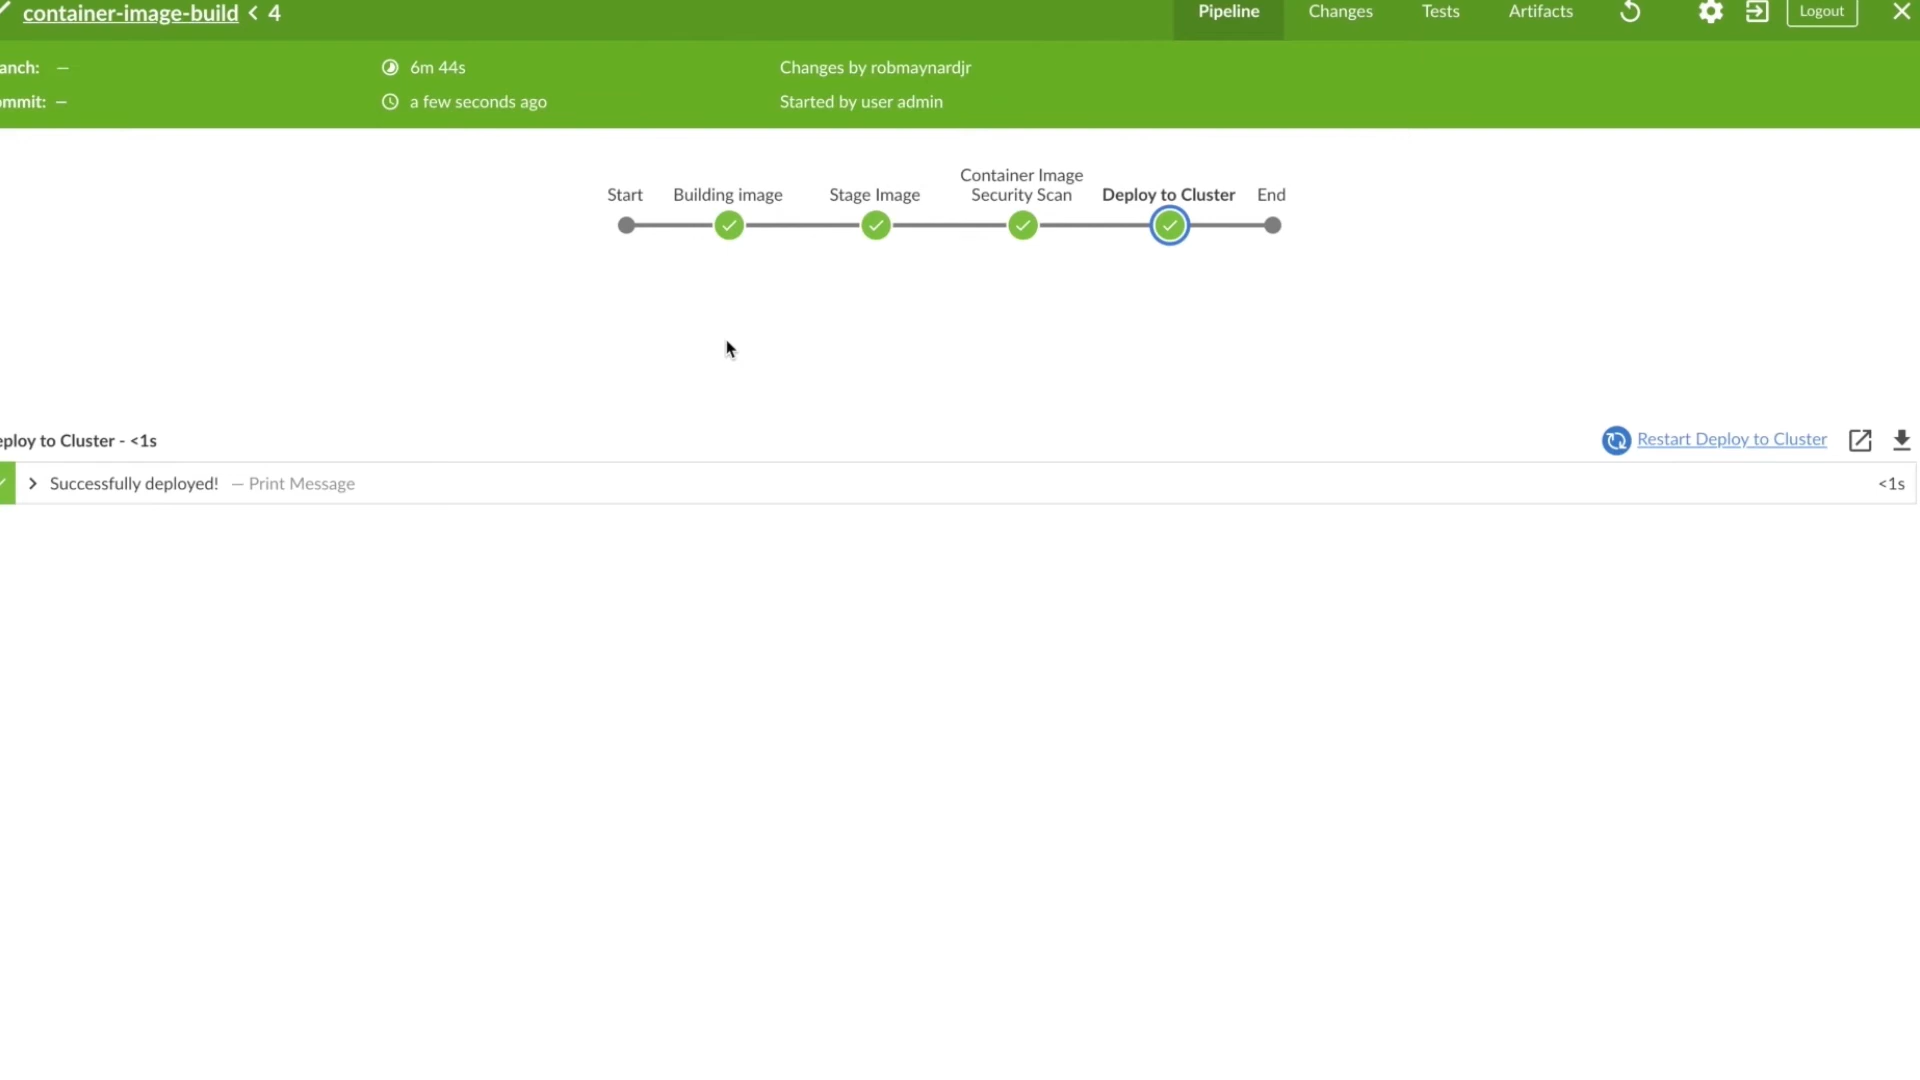 container-image-build < 4
Pipeline
Changes
Tests
Artifacts
Logout
anch: —
6m 44s
Changes by robmaynardjr
ommit: —
a few seconds ago
Started by user admin
Start
Building image
Stage Image
Container Image
Security Scan
Deploy to Cluster
End
eploy to Cluster - <1s
Restart Deploy to Cluster
Successfully deployed! — Print Message
<1s